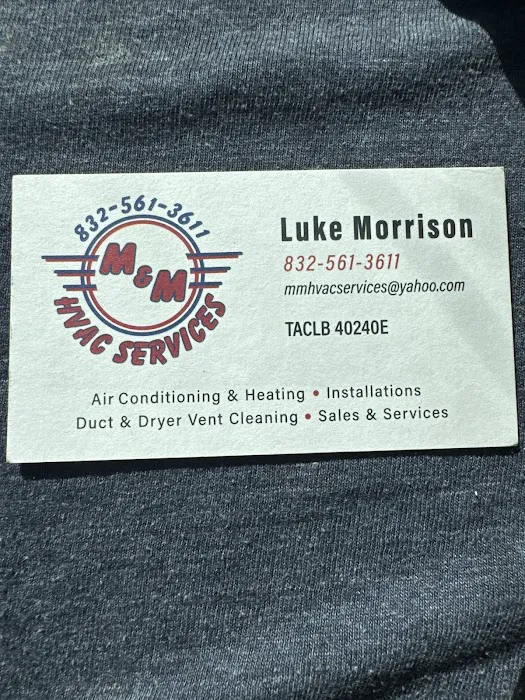 832-561-3611
M&M
HVAC SERVICES
Luke Morrison
832-561-3611
mmhvacservices@yahoo.com
TACLB 40240E
Air Conditioning & Heating • Installations
Duct & Dryer Vent Cleaning • Sales & Services